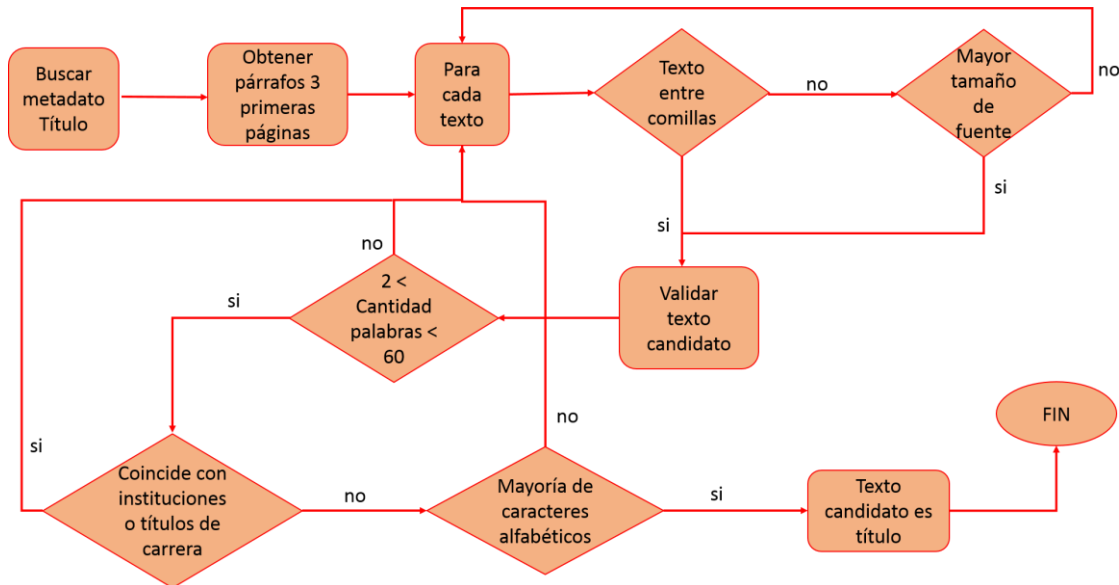 Buscar
metadato
Título
Obtener
párrafos 3
primeras
páginas
Para
cada
texto
Texto
entre
comillas
no
Mayor
tamaño
de
fuente
no
si
si
Validar
texto
candidato
2 <
Cantidad
palabras <
60
no
si
Coincide con
instituciones
o títulos de
carrera
si
no
Mayoría de
caracteres
alfabéticos
no
si
Texto
candidato es
título
FIN